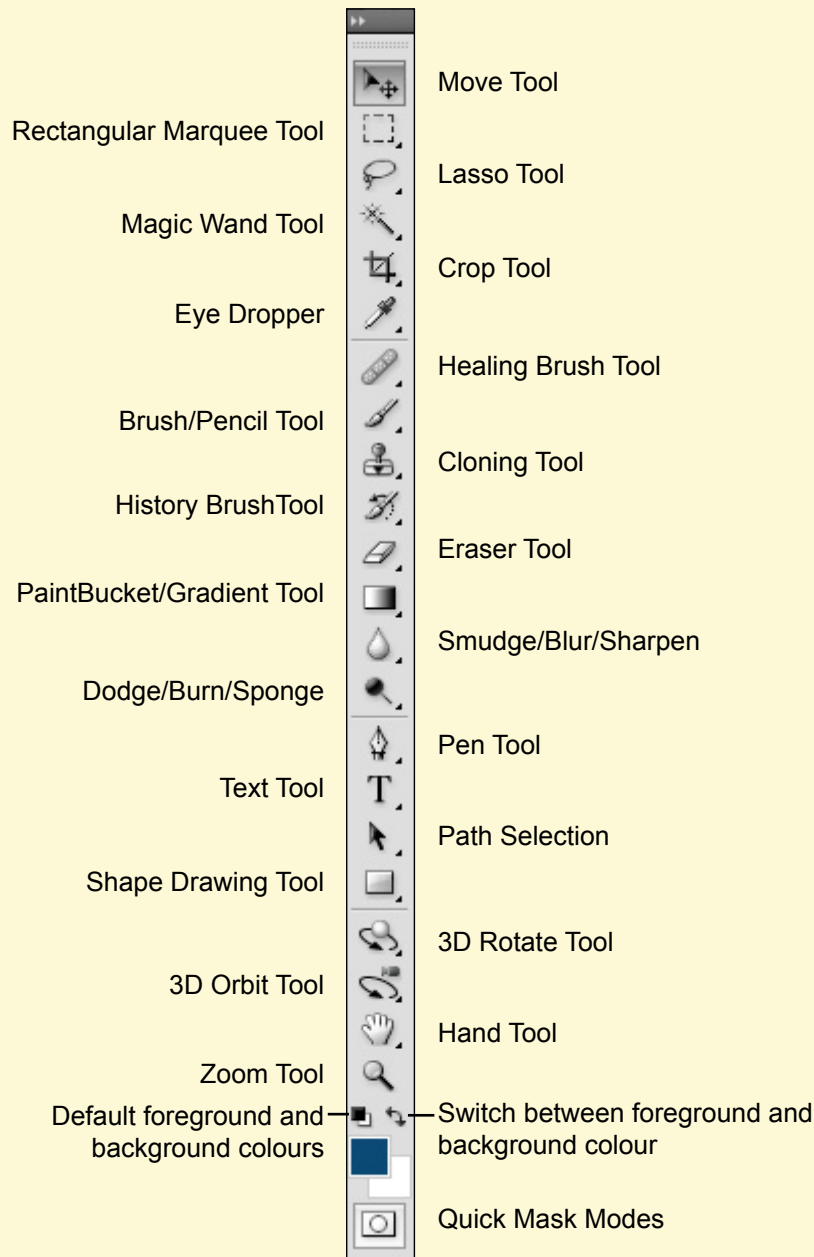 Move Tool
Rectangular Marquee Tool
Lasso Tool
Magic Wand Tool
Crop Tool
Eye Dropper
Healing Brush Tool
Brush/Pencil Tool
Cloning Tool
History BrushTool
Eraser Tool
PaintBucket/Gradient Tool
Smudge/Blur/Sharpen
Dodge/Burn/Sponge
Pen Tool
Text Tool
T
Path Selection
Shape Drawing Tool
3D Rotate Tool
3D Orbit Tool
Hand Tool
Zoom Tool
Default foreground and
background colours
Switch between foreground and
background colour
Quick Mask Modes